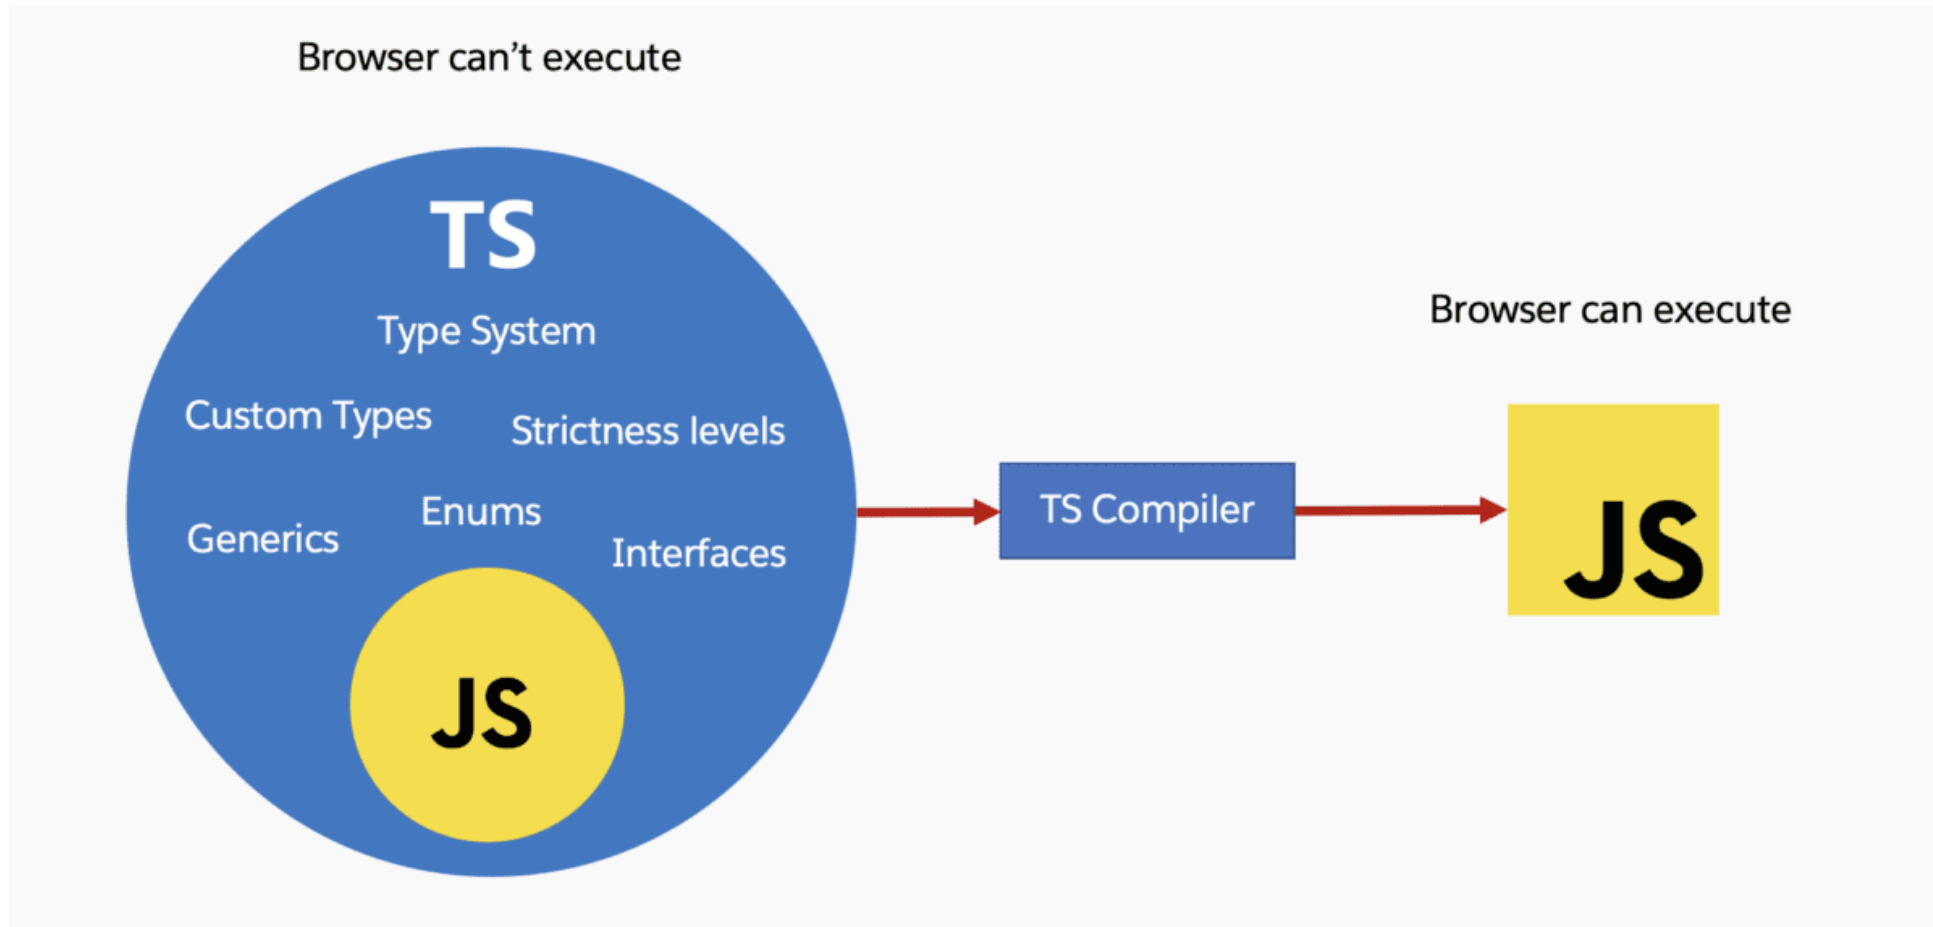 Browser can't execute
TS
Type System
Custom Types
Strictness levels
Enums
Generics
Interfaces
JS
TS Compiler
Browser can execute
JS